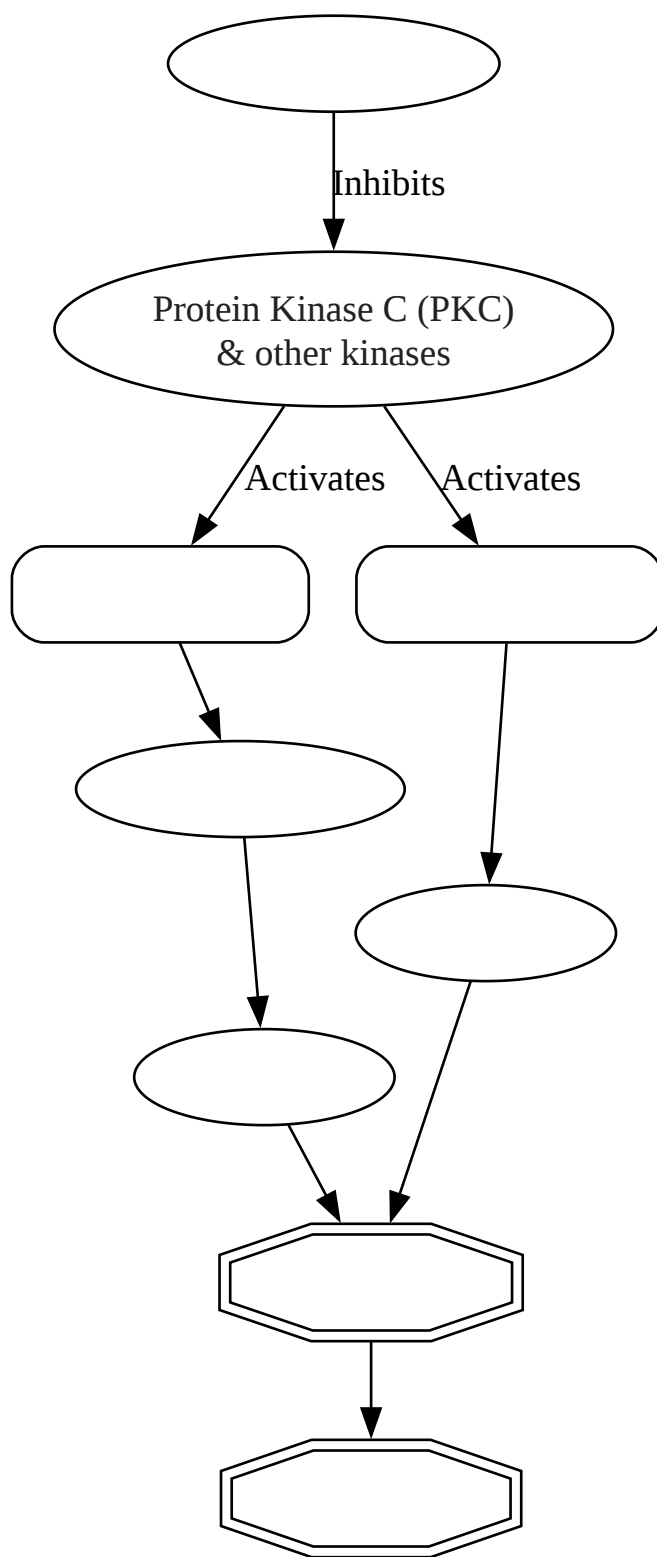 Inhibits
Protein Kinase C (PKC)
& other kinases
Activates
Activates